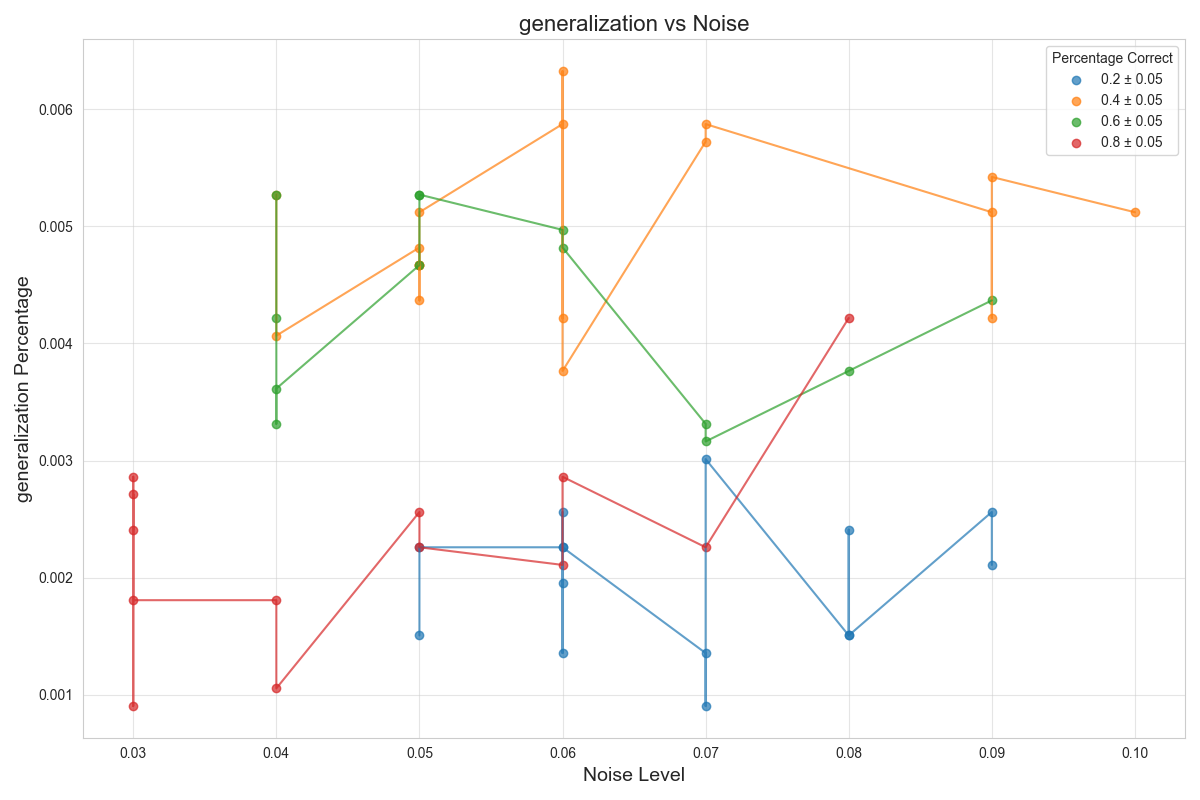 generalization vs Noise
Percentage Correct
0.2 ± 0.05
0.4 ± 0.05
0.6 ± 0.05
0.8 ± 0.05
generalization Percentage
0.006
0.005
0.004
0.003
0.002
0.001
0.03 0.04 0.05 0.06 0.07 0.08 0.09 0.10
Noise Level